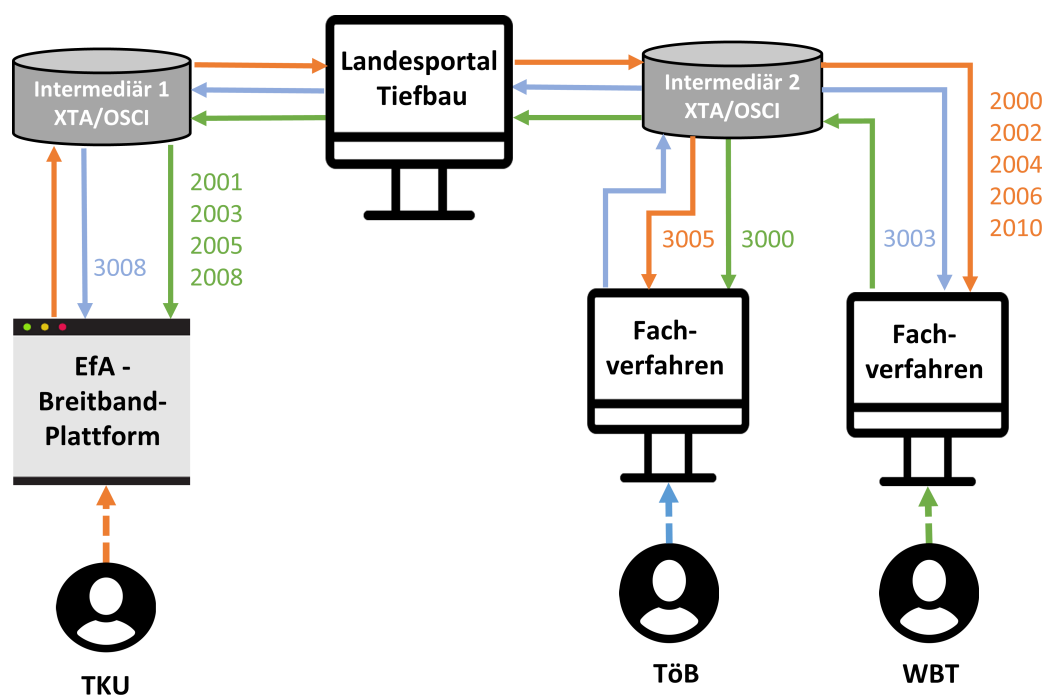 Landesportal
Tiefbau
Intermediär 1
XTA/OSCI
Intermediär 2
XTA/OSCI
2000
2002
2004
2006
2010
2001
2003
2005
2008
3008
3005
3000
3003
EfA -
Breitband-
Plattform
Fach-
verfahren
Fach-
verfahren
TKU
TöB
WBT